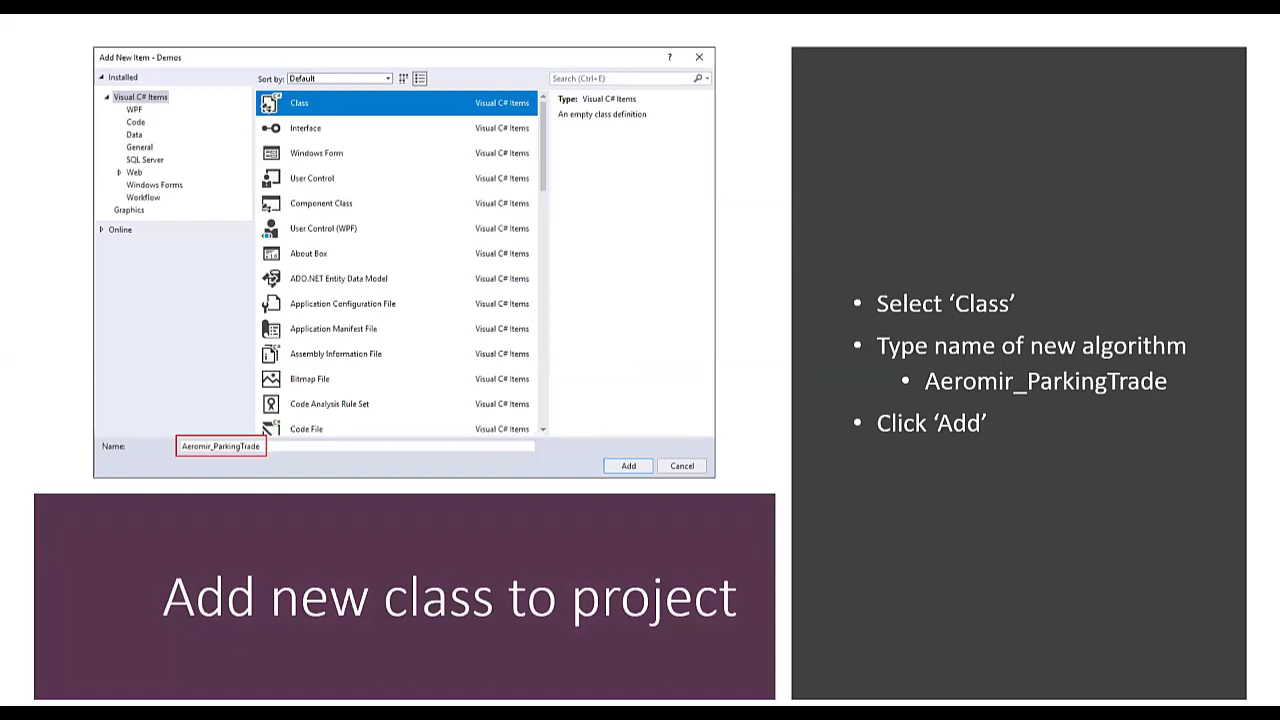 Add New Item - Demos
?
Installed
Sort by: Default
Search (Ctrl+E)
Visual C# Items
WPF
Code
Data
General
SQL Server
Web
Windows Forms
Workflow
Graphics
Online
Class Visual C# Items
Interface Visual C# Items
Windows Form Visual C# Items
User Control Visual C# Items
Component Class Visual C# Items
User Control (WPF) Visual C# Items
About Box Visual C# Items
ADO.NET Entity Data Model Visual C# Items
Application Configuration File Visual C# Items
Application Manifest File Visual C# Items
Assembly Information File Visual C# Items
Bitmap File Visual C# Items
Code Analysis Rule Set Visual C# Items
Code File Visual C# Items
Type: Visual C# Items
An empty class definition
Name: Aeromir_ParkingTrade
Add Cancel
Add new class to project
• Select ‘Class’
• Type name of new algorithm
• Aeromir_ParkingTrade
• Click ‘Add’